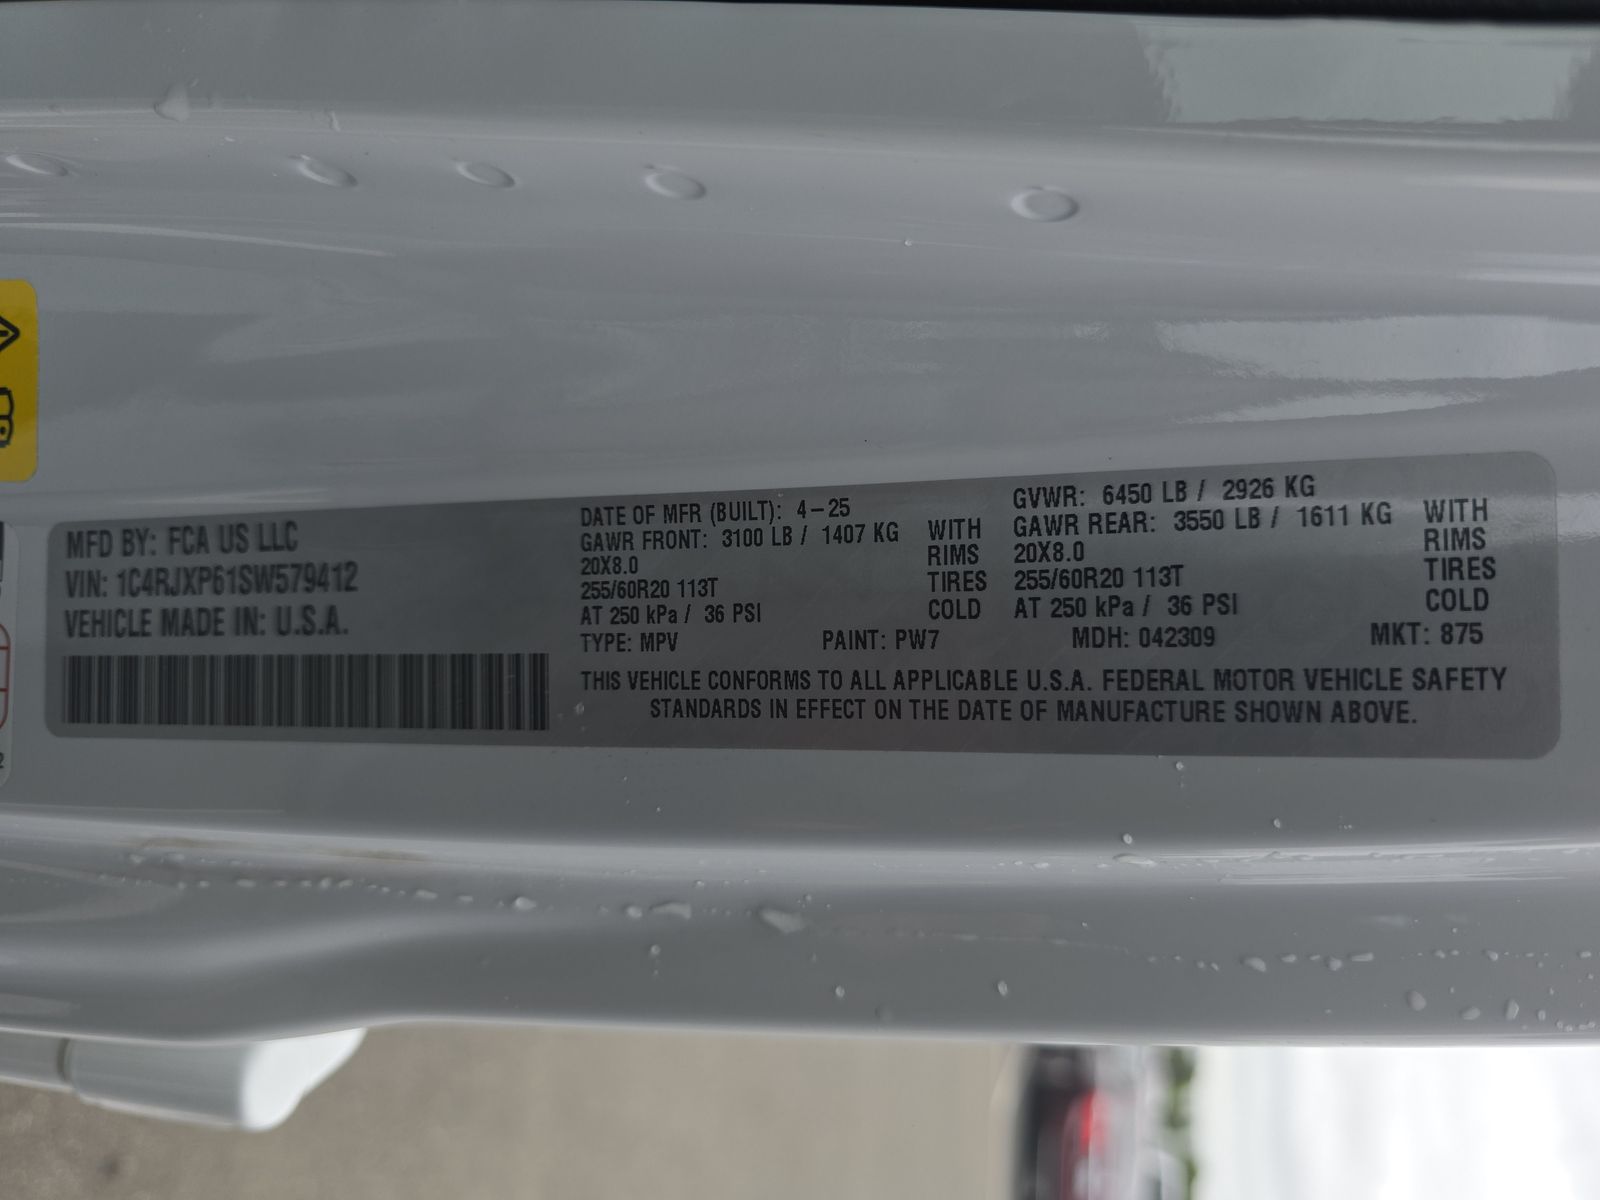 MFD BY: FCA US LLC
VIN: 1C4RJXP61SW579412
VEHICLE MADE IN: U.S.A.
DATE OF MFR (BUILT): 4-25
GAWR FRONT: 3100 LB / 1407 KG WITH
20X8.0 RIMS
255/60R20 113T TIRES
AT 250 kPa / 36 PSI COLD
GVWR: 6450 LB / 2926 KG
GAWR REAR: 3550 LB / 1611 KG WITH
20X8.0 RIMS
255/60R20 113T TIRES
AT 250 kPa / 36 PSI COLD
TYPE: MPV PAINT: PW7 MDH: 042309 MKT: 875
THIS VEHICLE CONFORMS TO ALL APPLICABLE U.S.A. FEDERAL MOTOR VEHICLE SAFETY
STANDARDS IN EFFECT ON THE DATE OF MANUFACTURE SHOWN ABOVE.